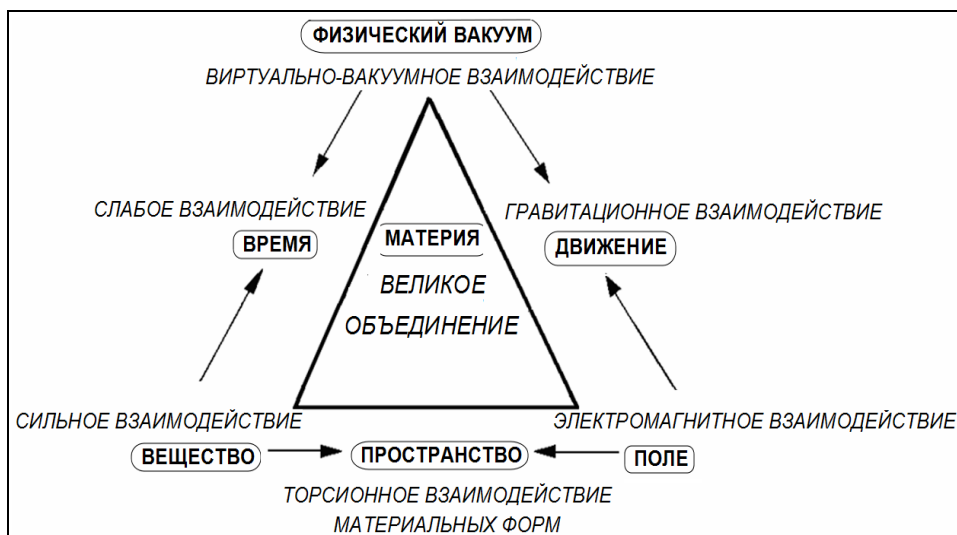 ФИЗИЧЕСКИЙ ВАКУУМ
ВИРТУАЛЬНО-ВАКУУМНОЕ ВЗАИМОДЕЙСТВИЕ
СЛАБОЕ ВЗАИМОДЕЙСТВИЕ
ВРЕМЯ
ГРАВИТАЦИОННОЕ ВЗАИМОДЕЙСТВИЕ
ДВИЖЕНИЕ
МАТЕРИЯ
ВЕЛИКОЕ
ОБЪЕДИНЕНИЕ
СИЛЬНОЕ ВЗАИМОДЕЙСТВИЕ
ВЕЩЕСТВО
ЭЛЕКТРОМАГНИТНОЕ ВЗАИМОДЕЙСТВИЕ
ПОЛЕ
ПРОСТРАНСТВО
ТОРСИОННОЕ ВЗАИМОДЕЙСТВИЕ
МАТЕРИАЛЬНЫХ ФОРМ